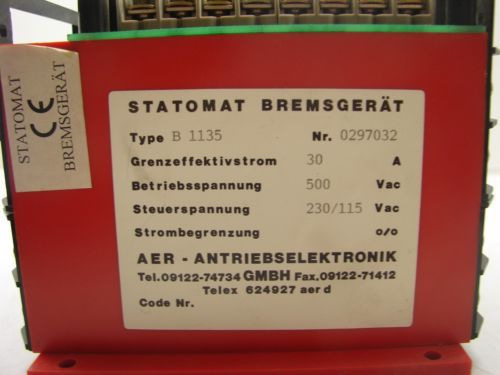 STATOMAT
CE
BREMSGERÄT
STATOMAT BREMSGERÄT
Type B 1135 Nr. 0297032
Grenzeffektivstrom 30 A
Betriebsspannung 500 Vac
Steuerspannung 230/115 Vac
Strombegrenzung o/o
AER - ANTRIEBSELEKTRONIK
Tel.09122-74734 GMBH Fax.09122-71412
Telex 624927 aer d
Code Nr.